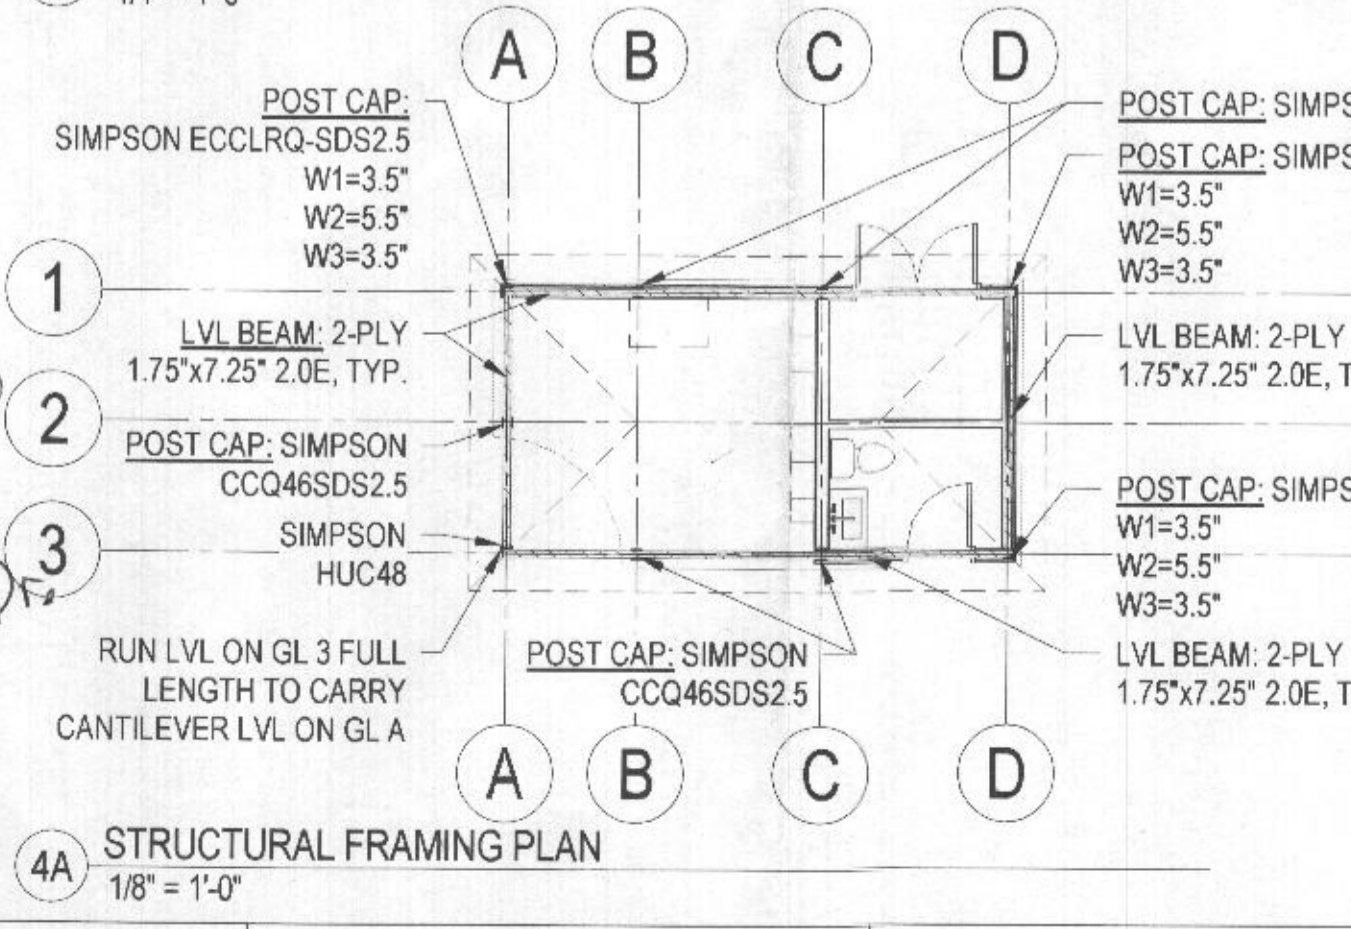 A B C D
POST CAP:
SIMPSON ECCLRQ-SDS2.5
W1=3.5"
W2=5.5"
W3=3.5"
POST CAP:
POST CAP:
W1=3.5"
W2=5.5"
W3=3.5"
1
LVL BEAM: 2-PLY
1.75"x7.25" 2.0E, TYP.
LVL BEAM: 2-PLY
1.75"x7.25" 2.0E,
2
POST CAP: SIMPSON
CCQ46SDS2.5
3
SIMPSON
HUC48
POST CAP:
W1=3.5"
W2=5.5"
W3=3.5"
RUN LVL ON GL 3 FULL
LENGTH TO CARRY
CANTILEVER LVL ON GL A
POST CAP: SIMPSON
CCQ46SDS2.5
LVL BEAM: 2-PLY
1.75"x7.25" 2.0E,
A B C D
4A STRUCTURAL FRAMING PLAN
1/8" = 1'-0"